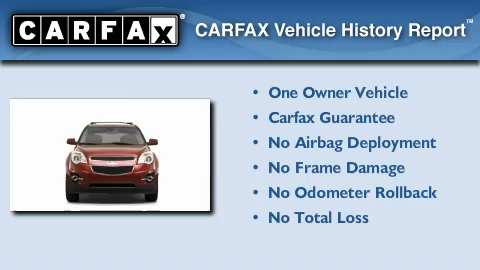 CARFAX® CARFAX Vehicle History Report™
• One Owner Vehicle
• Carfax Guarantee
• No Airbag Deployment
• No Frame Damage
• No Odometer Rollback
• No Total Loss